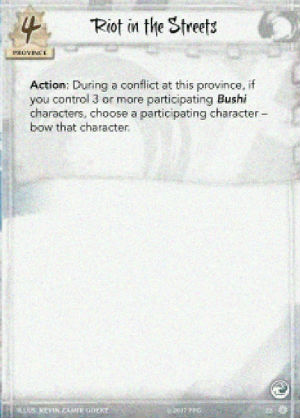 4
Riot in the Streets
PROVINCE
Action: During a conflict at this province, if
you control 3 or more participating Bushi
characters, choose a participating character –
bow that character.
ILLUS. KEVIN ZAMIR GOEKE © 2017 FFG 22